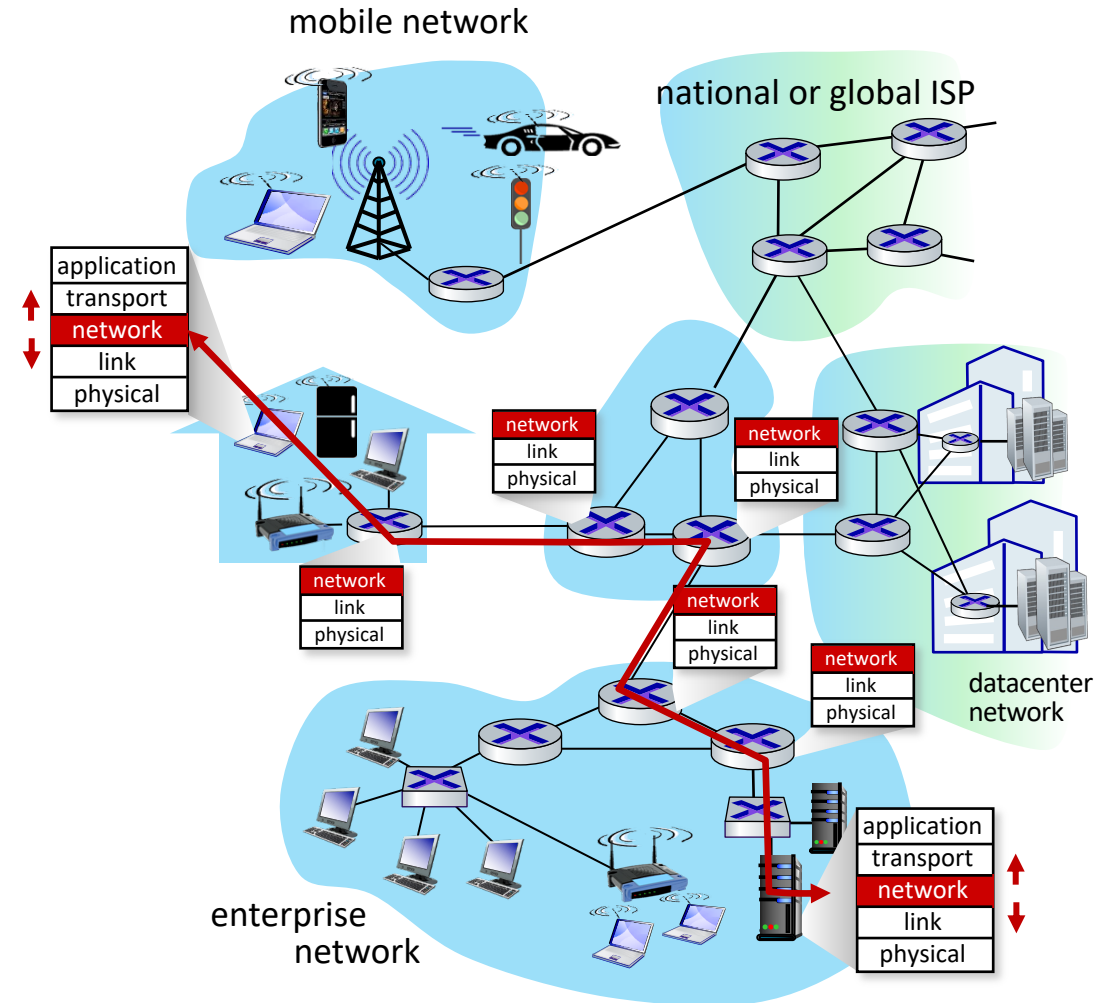 mobile network
national or global ISP
application
transport
network
link
physical
network
link
physical
network
link
physical
network
link
physical
network
link
physical
network
link
physical
datacenter
network
application
transport
network
link
physical
enterprise
network